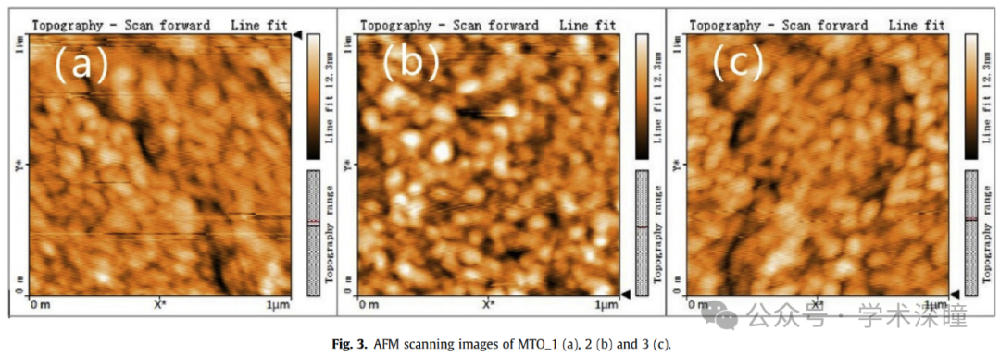 Topography - Scan forward Line fit
(a)
1µm
Y*
0 m
0 m X* 1µm
Line fit 12.3nm
Topography range
Topography - Scan forward Line fit
(b)
1µm
Y*
0 m
0 m X* 1µm
Line fit 12.3nm
Topography range
Topography - Scan forward Line fit
(c)
1µm
Y*
0 m
0 m X* 1µm
Line fit 12.3nm
Topography range
公众号 · 学术深瞳
Fig. 3. AFM scanning images of MTO_1 (a), 2 (b) and 3 (c).